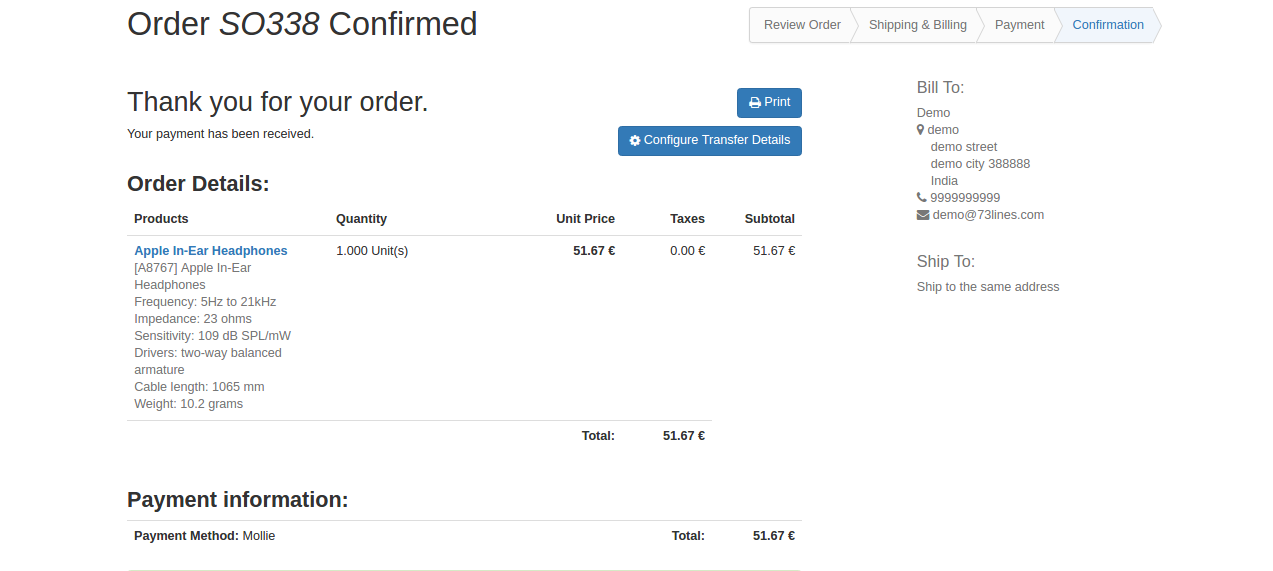 Order SO338 Confirmed
Review Order Shipping & Billing Payment Confirmation
Thank you for your order.
Print
Your payment has been received.
Configure Transfer Details
Order Details:
Products Quantity Unit Price Taxes Subtotal
Apple In-Ear Headphones 1.000 Unit(s) 51.67 € 0.00 € 51.67 €
[A8767] Apple In-Ear
Headphones
Frequency: 5Hz to 21kHz
Impedance: 23 ohms
Sensitivity: 109 dB SPL/mW
Drivers: two-way balanced
armature
Cable length: 1065 mm
Weight: 10.2 grams
Total: 51.67 €
Payment information:
Payment Method: Mollie Total: 51.67 €
Bill To:
Demo
demo
demo street
demo city 388888
India
9999999999
demo@73lines.com
Ship To:
Ship to the same address